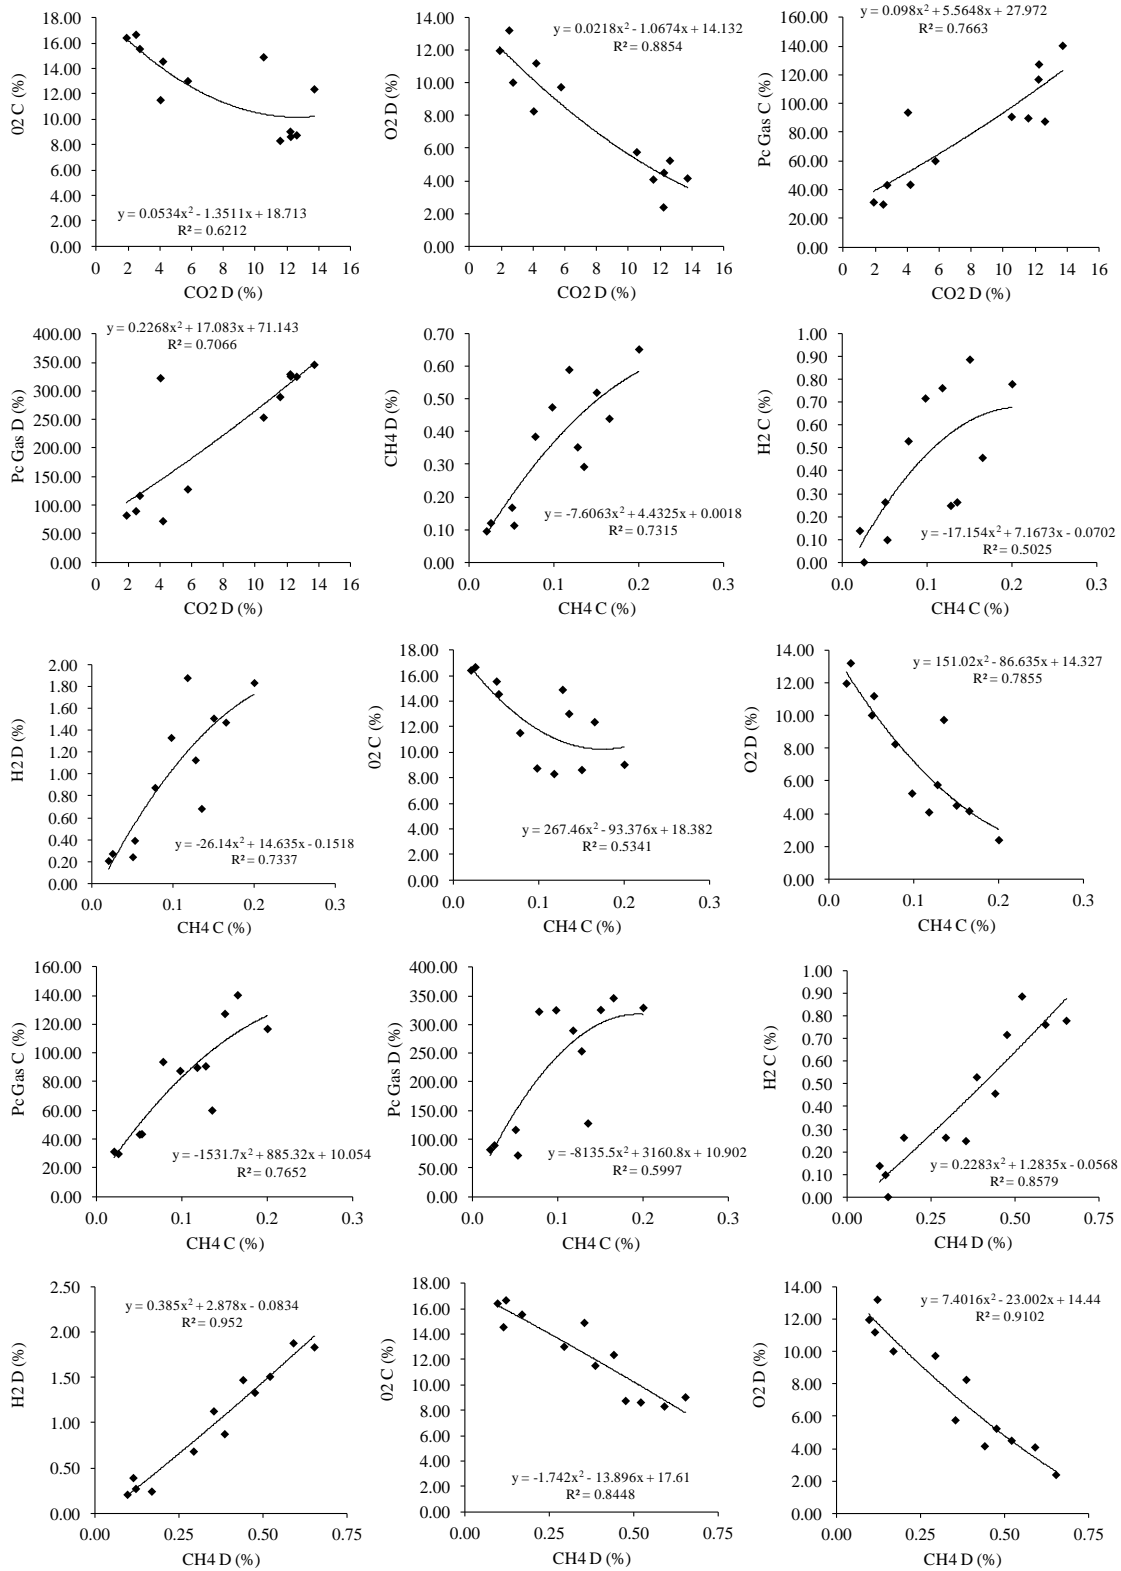 y = 0.0534x² - 1.3511x + 18.713
R² = 0.6212
02 C (%)
18.00
16.00
14.00
12.00
10.00
8.00
6.00
4.00
2.00
0.00
0 2 4 6 8 10 12 14 16
CO2 D (%)
y = 0.0218x² - 1.0674x + 14.132
R² = 0.8854
O2 D (%)
14.00
12.00
10.00
8.00
6.00
4.00
2.00
0.00
0 2 4 6 8 10 12 14 16
CO2 D (%)
y = 0.098x² + 5.5648x + 27.972
R² = 0.7663
Pc Gas C (%)
160.00
140.00
120.00
100.00
80.00
60.00
40.00
20.00
0.00
0 2 4 6 8 10 12 14 16
CO2 D (%)
y = 0.2268x² + 17.083x + 71.143
R² = 0.7066
Pc Gas D (%)
400.00
350.00
300.00
250.00
200.00
150.00
100.00
50.00
0.00
0 2 4 6 8 10 12 14 16
CO2 D (%)
CH4 D (%)
0.70
0.60
0.50
0.40
0.30
0.20
0.10
0.00
y = -7.6063x² + 4.4325x + 0.0018
R² = 0.7315
0 0.1 0.2 0.3
CH4 C (%)
H2 C (%)
1.00
0.90
0.80
0.70
0.60
0.50
0.40
0.30
0.20
0.10
0.00
y = -17.154x² + 7.1673x - 0.0702
R² = 0.5025
0.0 0.1 0.2 0.3
CH4 C (%)
H2 D (%)
2.00
1.80
1.60
1.40
1.20
1.00
0.80
0.60
0.40
0.20
0.00
y = -26.14x² + 14.635x - 0.1518
R² = 0.7337
0.0 0.1 0.2 0.3
CH4 C (%)
02 C (%)
18.00
16.00
14.00
12.00
10.00
8.00
6.00
4.00
2.00
0.00
y = 267.46x² - 93.376x + 18.382
R² = 0.5341
0.0 0.1 0.2 0.3
CH4 C (%)
O2 D (%)
14.00
12.00
10.00
8.00
6.00
4.00
2.00
0.00
y = 151.02x² - 86.635x + 14.327
R² = 0.7855
0.0 0.1 0.2 0.3
CH4 C (%)
Pc Gas C (%)
160.00
140.00
120.00
100.00
80.00
60.00
40.00
20.00
0.00
y = -1531.7x² + 885.32x + 10.054
R² = 0.7652
0.0 0.1 0.2 0.3
CH4 C (%)
Pc Gas D (%)
400.00
350.00
300.00
250.00
200.00
150.00
100.00
50.00
0.00
y = -8135.5x² + 3160.8x + 10.902
R² = 0.5997
0.0 0.1 0.2 0.3
CH4 C (%)
H2 C (%)
1.00
0.90
0.80
0.70
0.60
0.50
0.40
0.30
0.20
0.10
0.00
y = 0.2283x² + 1.2835x - 0.0568
R² = 0.8579
0.00 0.25 0.50 0.75
CH4 D (%)
H2 D (%)
2.50
2.00
1.50
1.00
0.50
0.00
y = 0.385x² + 2.878x - 0.0834
R² = 0.952
0.00 0.25 0.50 0.75
CH4 D (%)
02 C (%)
18.00
16.00
14.00
12.00
10.00
8.00
6.00
4.00
2.00
0.00
y = -1.742x² - 13.896x + 17.61
R² = 0.8448
0.00 0.25 0.50 0.75
CH4 D (%)
O2 D (%)
14.00
12.00
10.00
8.00
6.00
4.00
2.00
0.00
y = 7.4016x² - 23.002x + 14.44
R² = 0.9102
0.00 0.25 0.50 0.75
CH4 D (%)